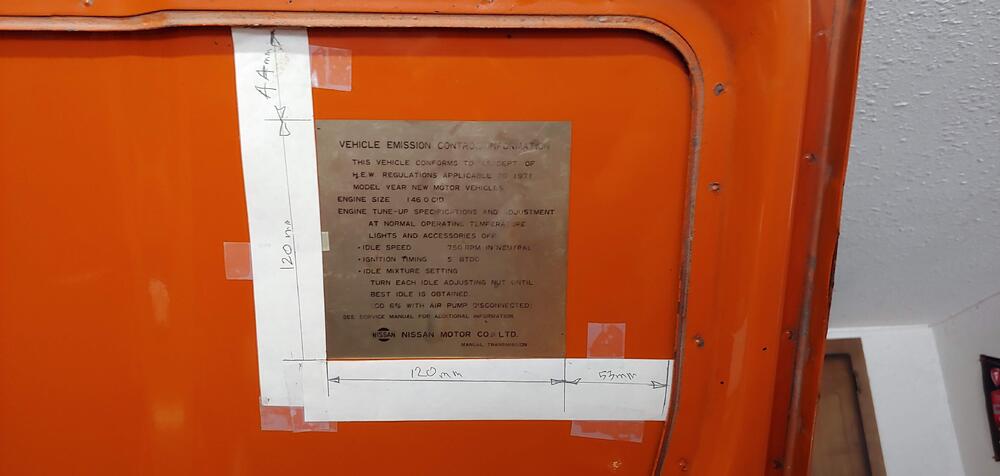 44mm
120mm
VEHICLE EMISSION CONTROL INFORMATION
THIS VEHICLE CONFORMS TO DEPT OF
H.E.W REGULATIONS APPLICABLE TO 1971
MODEL YEAR NEW MOTOR VEHICLES
ENGINE SIZE 146.0 CID
ENGINE TUNE-UP SPECIFICATIONS AND ADJUSTMENT
AT NORMAL OPERATING TEMPERATURE
LIGHTS AND ACCESSORIES OFF
• IDLE SPEED 750 RPM IN NEUTRAL
• IGNITION TIMING 5° BTDC
• IDLE MIXTURE SETTING
TURN EACH IDLE ADJUSTING NUT UNTIL
BEST IDLE IS OBTAINED.
6% WITH AIR PUMP DISCONNECTED)
SEE SERVICE MANUAL FOR ADDITIONAL INFORMATION
NISSAN NISSAN MOTOR CO., LTD.
MANUAL TRANSMISSION
120mm
53mm